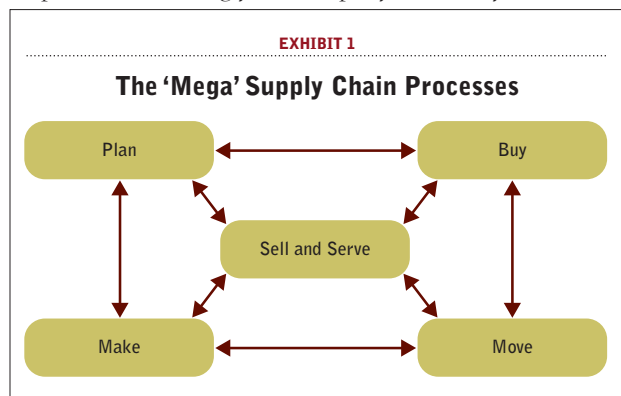 EXHIBIT 1
The ‘Mega’ Supply Chain Processes
Plan
Buy
Sell and Serve
Make
Move